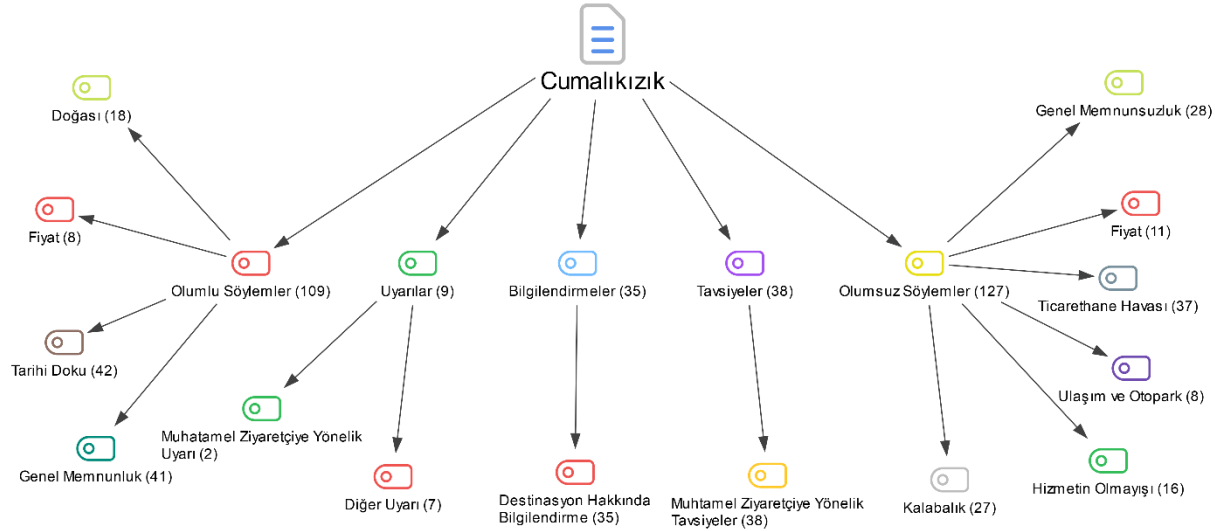 Cumalıkızık
Doğası (18)
Genel Memnunsuzluk (28)
Fiyat (8)
Fiyat (11)
Olumlu Söylemler (109)
Uyarılar (9)
Bilgilendirmeler (35)
Tavsiyeler (38)
Olumsuz Söylemler (127)
Ticarethane Havası (37)
Tarihi Doku (42)
Ulaşım ve Otopark (8)
Muhatamel Ziyaretçiye Yönelik
Uyarı (2)
Genel Memnunluk (41)
Diğer Uyarı (7)
Destinasyon Hakkında
Bilgilendirme (35)
Muhtamel Ziyaretçiye Yönelik
Tavsiyeler (38)
Kalabalık (27)
Hizmetin Olmayışı (16)